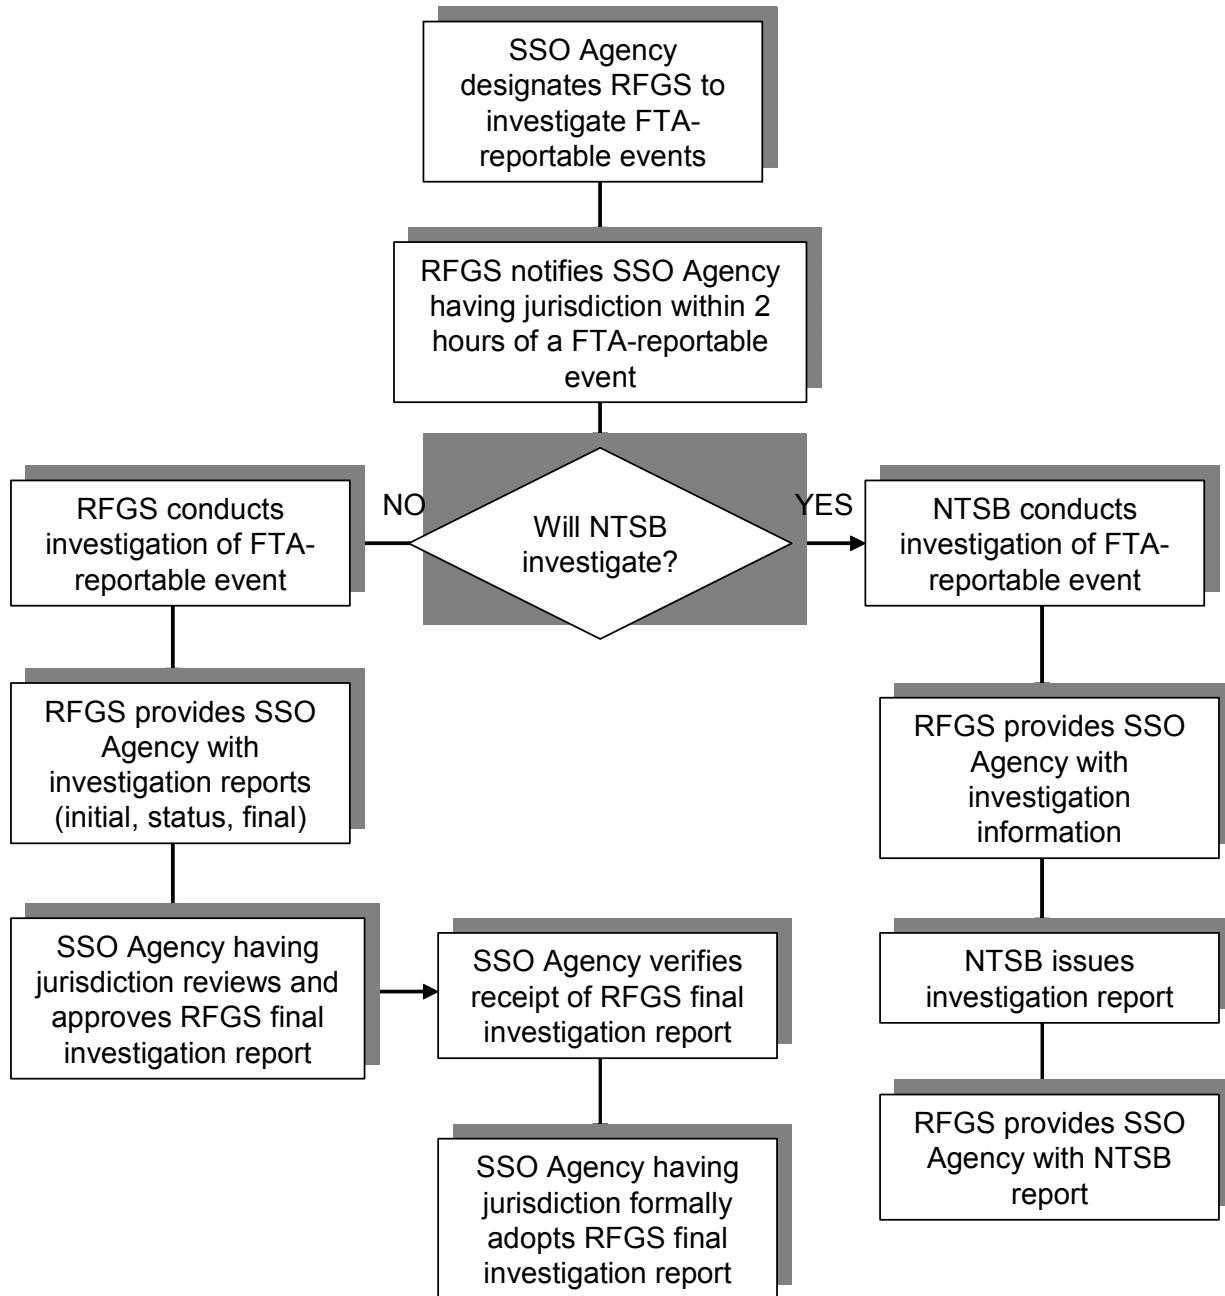 SSO Agency
designates RFGS to
investigate FTA-
reportable events
RFGS notifies SSO Agency
having jurisdiction within 2
hours of a FTA-reportable
event
NO
Will NTSB
investigate?
YES
RFGS conducts
investigation of FTA-
reportable event
NTSB conducts
investigation of FTA-
reportable event
RFGS provides SSO
Agency with
investigation reports
(initial, status, final)
RFGS provides SSO
Agency with
investigation
information
SSO Agency having
jurisdiction reviews and
approves RFGS final
investigation report
SSO Agency verifies
receipt of RFGS final
investigation report
NTSB issues
investigation report
SSO Agency having
jurisdiction formally
adopts RFGS final
investigation report
RFGS provides SSO
Agency with NTSB
report